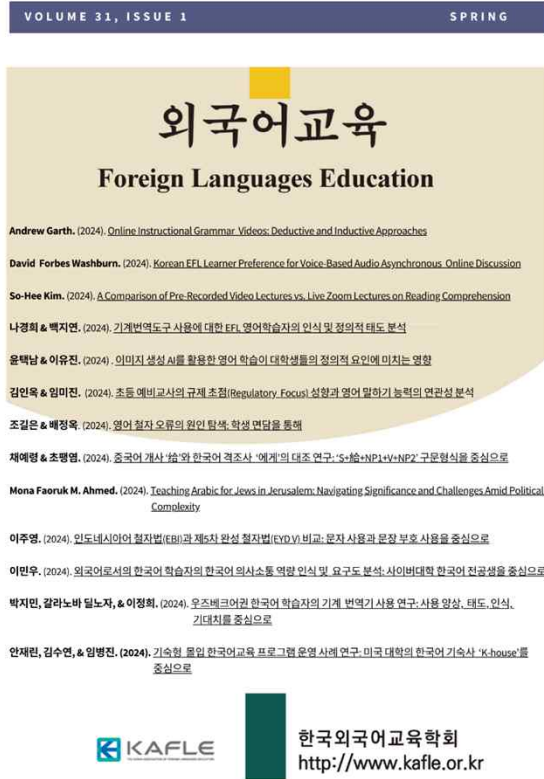 VOLUME 31, ISSUE 1 SPRING
외국어교육
Foreign Languages Education
Andrew Garth. (2024). Online Instructional Grammar Videos: Deductive and Inductive Approaches
David Forbes Washburn. (2024). Korean EFL Learner Preference for Voice-Based Audio Asynchronous Online Discussion
So-Hee Kim. (2024). A Comparison of Pre-Recorded Video Lectures vs. Live Zoom Lectures on Reading Comprehension
나경희 & 백지연. (2024). 기계번역도구 사용에 대한 EFL 영어학습자의 인식 및 정의적 태도 분석
윤택남 & 이유진. (2024) . 이미지 생성 AI를 활용한 영어 학습이 대학생들의 정의적 요인에 미치는 영향
김인옥 & 임미진. (2024). 초등 예비교사의 규제 초점(Regulatory Focus) 성향과 영어 말하기 능력의 연관성 분석
조길은 & 배정옥. (2024). 영어 철자 오류의 원인 탐색: 학생 면담을 통해
채예령 & 초팽염. (2024). 중국어 개사 ‘给’와 한국어 격조사 ‘에게’의 대조 연구: ‘S+给+NP1+V+NP2’ 구문형식을 중심으로
Mona Faoruk M. Ahmed. (2024). Teaching Arabic for Jews in Jerusalem: Navigating Significance and Challenges Amid Political
Complexity
이주영. (2024). 인도네시아어 철자법(EBI)과 제5차 완성 철자법(EYD V) 비교: 문자 사용과 문장 부호 사용을 중심으로
이민우. (2024). 외국어로서의 한국어 학습자의 한국어 의사소통 역량 인식 및 요구도 분석: 사이버대학 한국어 전공생을 중심으로
박지민, 갈라노바 딜노자, & 이정희. (2024). 우즈베크어권 한국어 학습자의 기계 번역기 사용 연구: 사용 양상, 태도, 인식,
기대치를 중심으로
안재린, 김수연, & 임병진. (2024). 기숙형 몰입 한국어교육 프로그램 운영 사례 연구: 미국 대학의 한국어 기숙사 ‘K-house’를
중심으로
KAFLE
한국외국어교육학회
http://www.kafle.or.kr